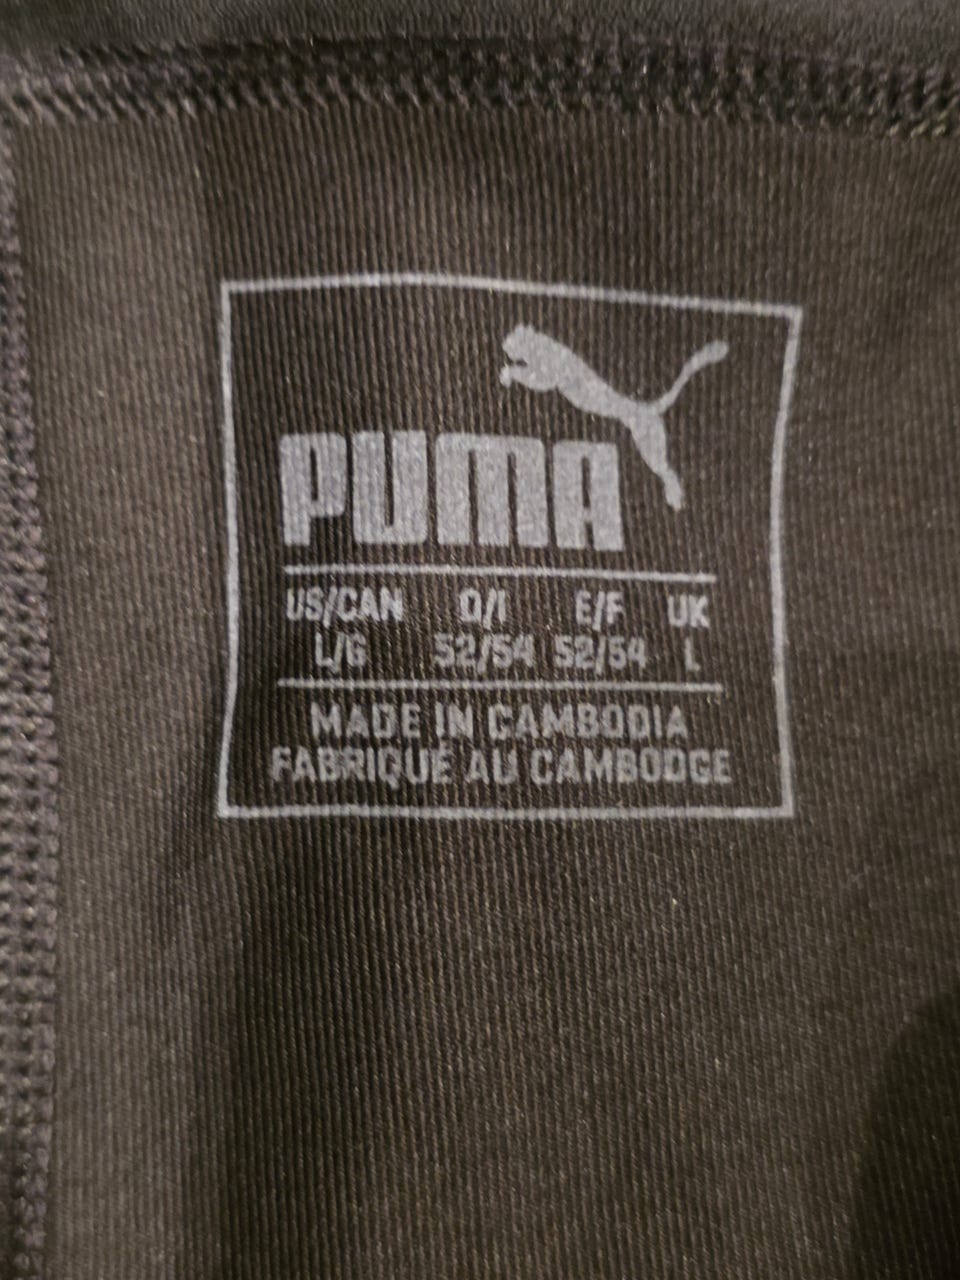 PUMA
US/CAN D/I E/F UK
L/G 52/54 52/54 L
MADE IN CAMBODIA
FABRIQUÉ AU CAMBODGE